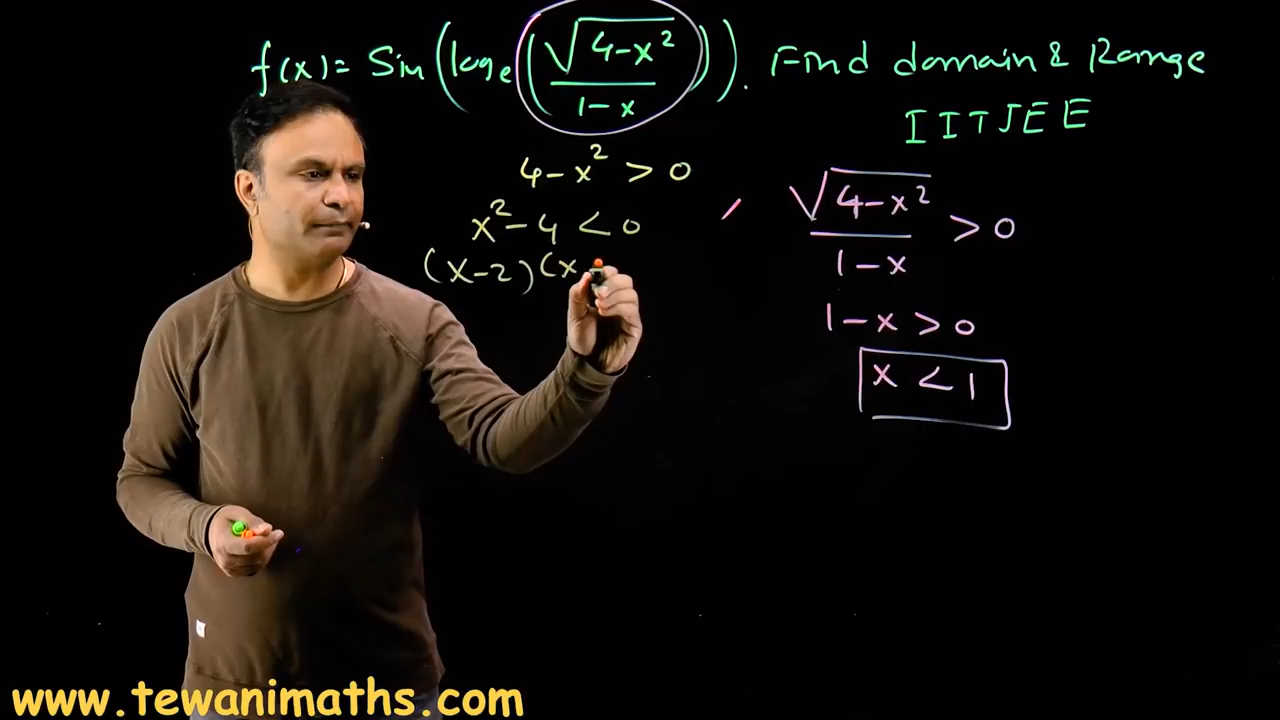 f(x) = Sin(log_e(√(4-x²)/(1-x))). Find domain & Range
IITJEE
4-x² > 0
x²-4 < 0
(x-2)(x
√(4-x²)/(1-x) > 0
1-x > 0
x < 1
www.tewanimaths.com